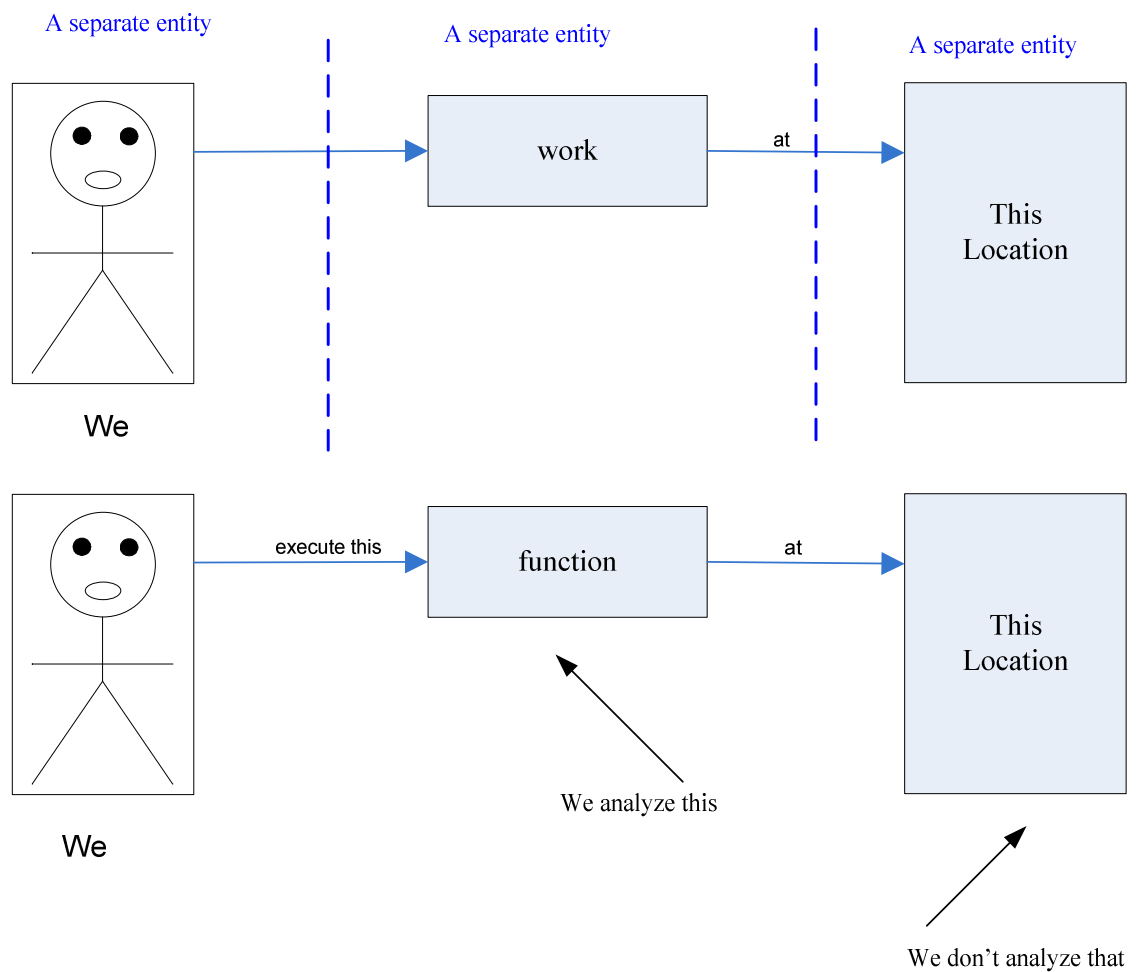 A separate entity
A separate entity
A separate entity
work
at
This
Location
We
execute this
function
at
This
Location
We analyze this
We
We don't analyze that